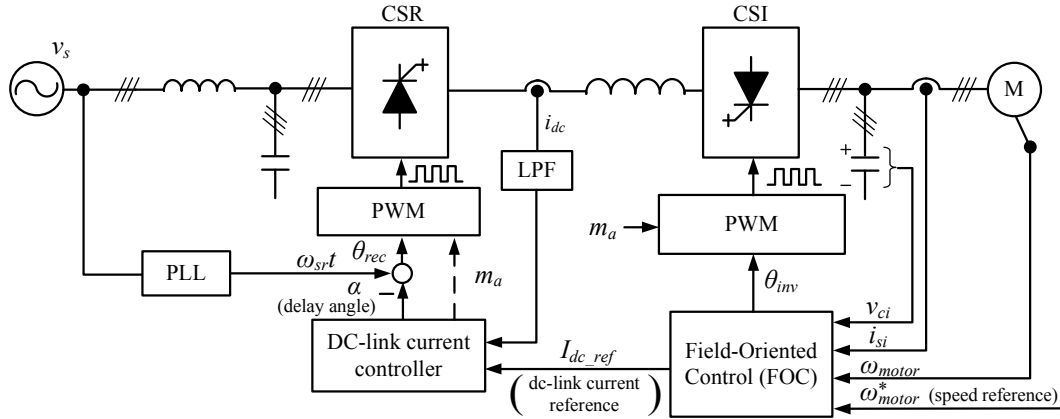 CSR
CSI
v_s
M
i_dc
LPF
+
−
PWM
m_a
PWM
θ_rec
PLL
ω_sr t
α
−
(delay angle)
m_a
θ_inv
DC-link current
controller
I_dc_ref
(dc-link current
reference)
Field-Oriented
Control (FOC)
v_ci
i_si
ω_motor
ω*_motor (speed reference)